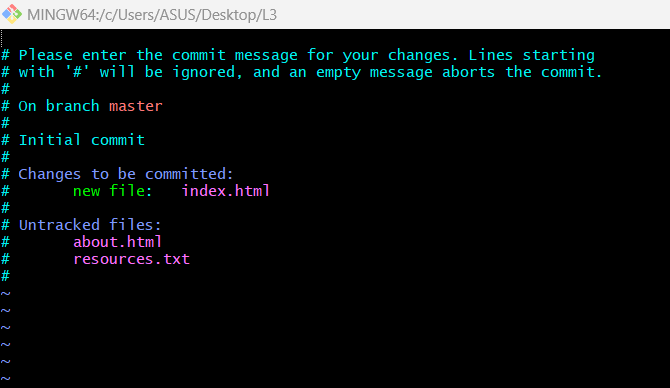 MINGW64:/c/Users/ASUS/Desktop/L3
# Please enter the commit message for your changes. Lines starting
# with '#' will be ignored, and an empty message aborts the commit.
#
# On branch master
#
# Initial commit
#
# Changes to be committed:
#       new file:   index.html
#
# Untracked files:
#       about.html
#       resources.txt
#
~
~
~
~
~
~